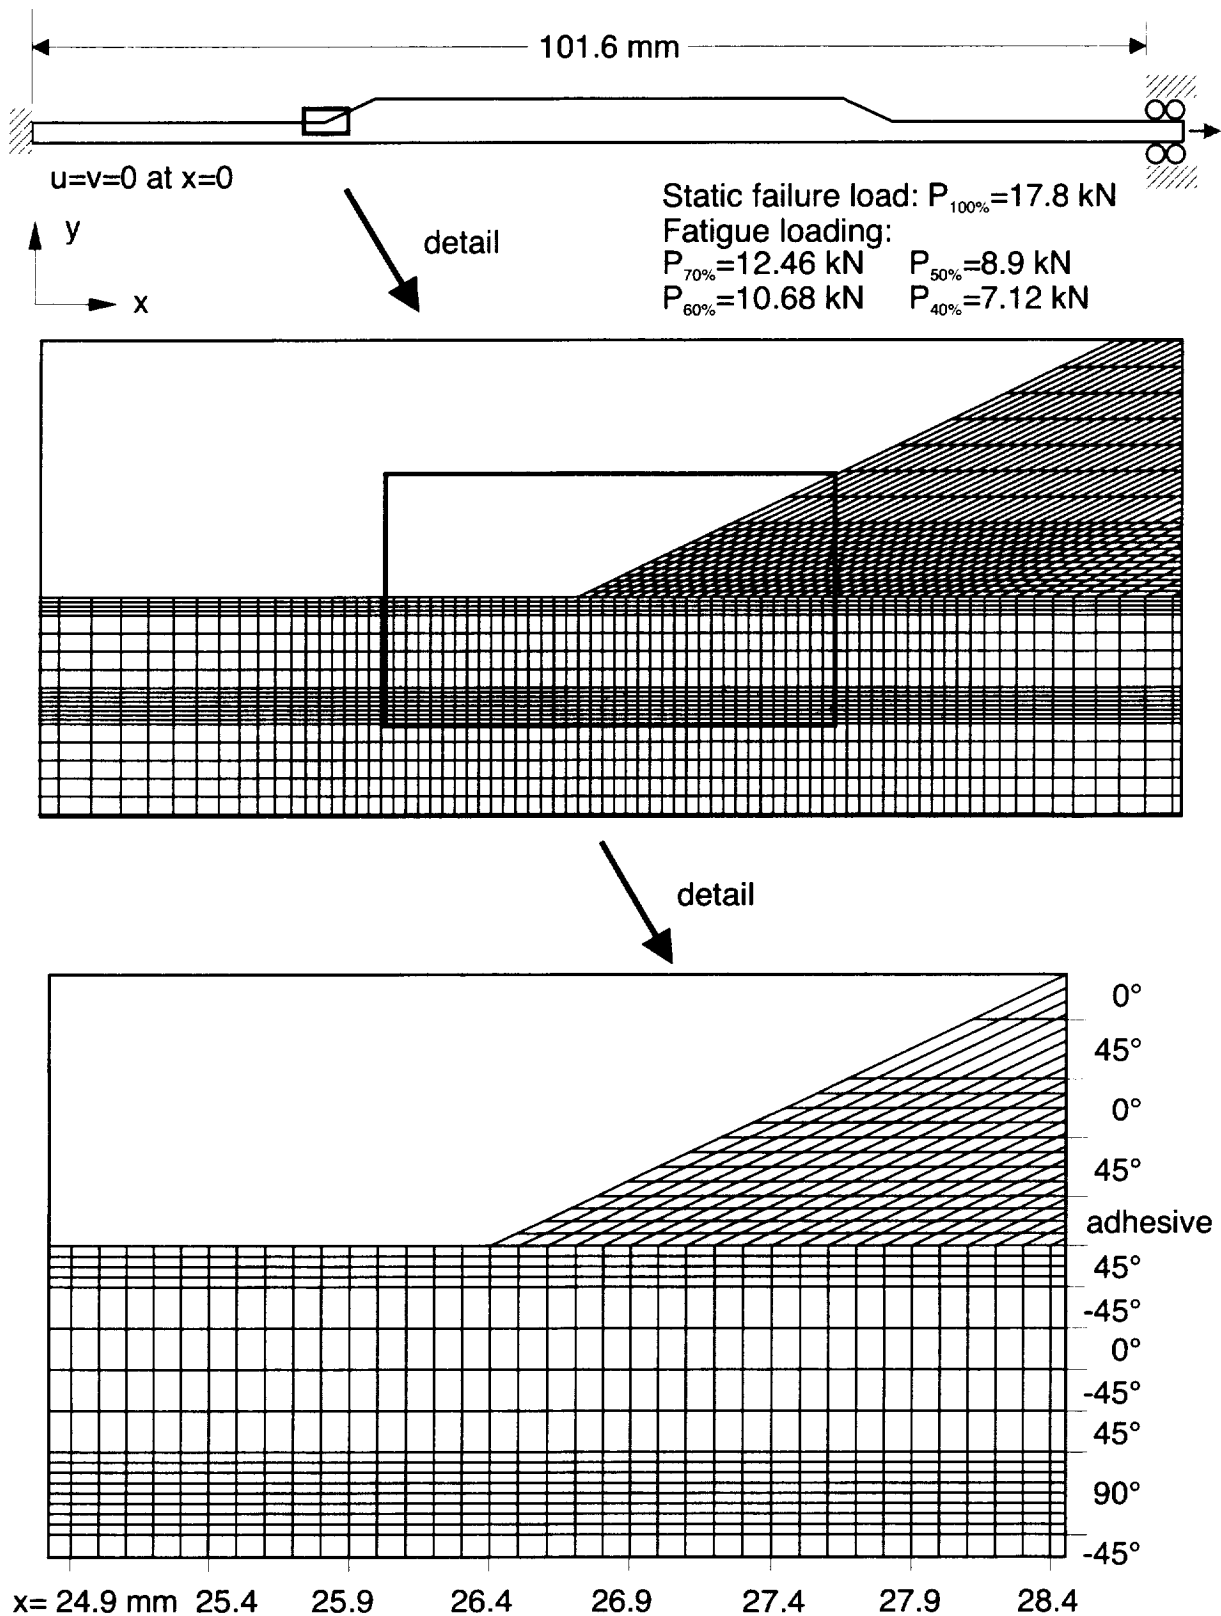 101.6 mm
u=v=0 at x=0
Static failure load: P100%=17.8 kN
Fatigue loading:
P70%=12.46 kN P50%=8.9 kN
P60%=10.68 kN P40%=7.12 kN
y
x
detail
detail
0°
45°
0°
45°
adhesive
45°
-45°
0°
-45°
45°
90°
-45°
x= 24.9 mm 25.4 25.9 26.4 26.9 27.4 27.9 28.4